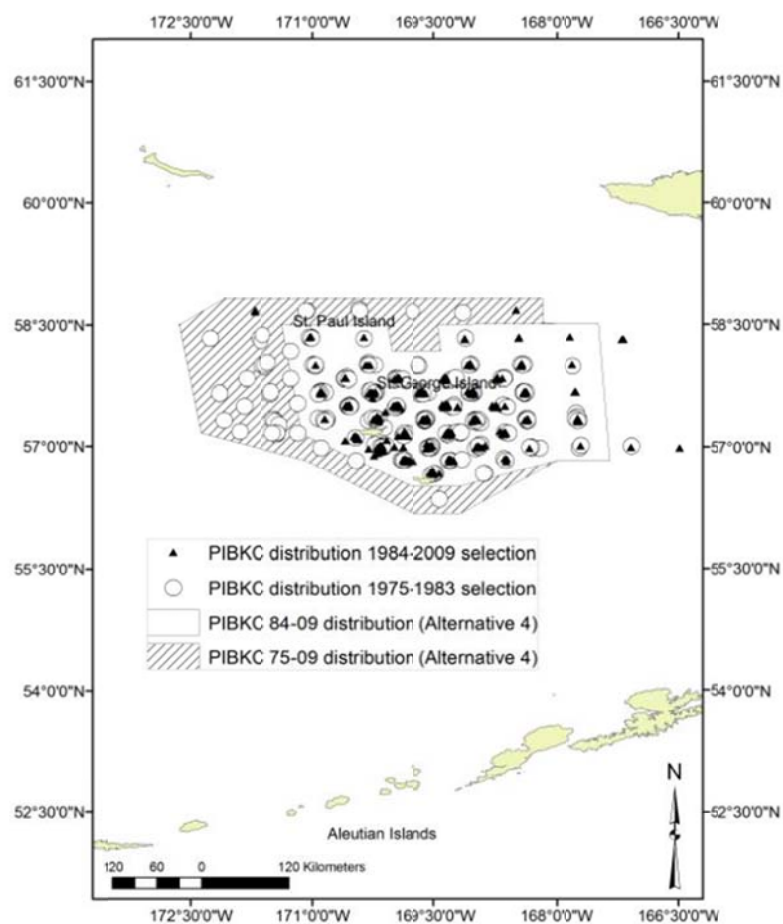 172°30'0"W 171°0'0"W 169°30'0"W 168°0'0"W 166°30'0"W
61°30'0"N 61°30'0"N
60°0'0"N 60°0'0"N
58°30'0"N 58°30'0"N
St. Paul Island
St. George Island
57°0'0"N 57°0'0"N
PIBKC distribution 1984-2009 selection
PIBKC distribution 1975-1983 selection
55°30'0"N 55°30'0"N
PIBKC 84-09 distribution (Alternative 4)
PIBKC 75-09 distribution (Alternative 4)
54°0'0"N 54°0'0"N
N
52°30'0"N 52°30'0"N
Aleutian Islands
120 60 0 120 Kilometers
172°30'0"W 171°0'0"W 169°30'0"W 168°0'0"W 166°30'0"W